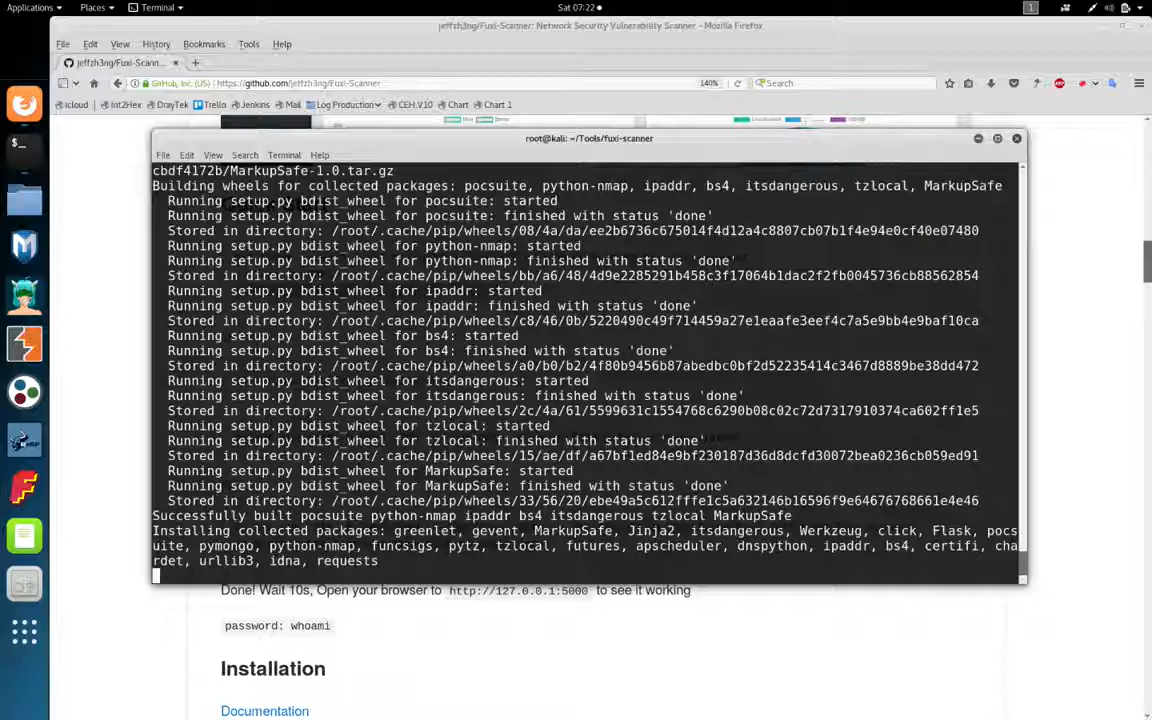 Applications Places Terminal Sat 07:22 1
jeffzh3ng/Fuxi-Scanner: Network Security Vulnerability Scanner - Mozilla Firefox
File Edit View History Bookmarks Tools Help
jeffzh3ng/Fuxi-Scann...
GitHub, Inc. (US) https://github.com/jeffzh3ng/Fuxi-Scanner 140% Search
icloud Int2Hex DrayTek Trello Jenkins Mail Log Production CEH.V10 Chart Chart 1
root@kali: ~/Tools/fuxi-scanner
File Edit View Search Terminal Help
cbdf4172b/MarkupSafe-1.0.tar.gz
Building wheels for collected packages: pocsuite, python-nmap, ipaddr, bs4, itsdangerous, tzlocal, MarkupSafe
Running setup.py bdist_wheel for pocsuite: started
Running setup.py bdist_wheel for pocsuite: finished with status 'done'
Stored in directory: /root/.cache/pip/wheels/08/4a/da/ee2b6736c675014f4d12a4c8807cb07b1f4e94e0cf40e07480
Running setup.py bdist_wheel for python-nmap: started
Running setup.py bdist_wheel for python-nmap: finished with status 'done'
Stored in directory: /root/.cache/pip/wheels/bb/a6/48/4d9e2285291b458c3f17064b1dac2f2fb0045736cb88562854
Running setup.py bdist_wheel for ipaddr: started
Running setup.py bdist_wheel for ipaddr: finished with status 'done'
Stored in directory: /root/.cache/pip/wheels/c8/46/0b/5220490c49f714459a27e1eaafe3eef4c7a5e9bb4e9baf10ca
Running setup.py bdist_wheel for bs4: started
Running setup.py bdist_wheel for bs4: finished with status 'done'
Stored in directory: /root/.cache/pip/wheels/a0/b0/b2/4f80b9456b87abedbc0bf2d52235414c3467d8889be38dd472
Running setup.py bdist_wheel for itsdangerous: started
Running setup.py bdist_wheel for itsdangerous: finished with status 'done'
Stored in directory: /root/.cache/pip/wheels/2c/4a/61/5599631c1554768c6290b08c02c72d7317910374ca602ff1e5
Running setup.py bdist_wheel for tzlocal: started
Running setup.py bdist_wheel for tzlocal: finished with status 'done'
Stored in directory: /root/.cache/pip/wheels/15/ae/df/a67bf1ed84e9bf230187d36d8dcfd30072bea0236cb059ed91
Running setup.py bdist_wheel for MarkupSafe: started
Running setup.py bdist_wheel for MarkupSafe: finished with status 'done'
Stored in directory: /root/.cache/pip/wheels/33/56/20/ebe49a5c612fffe1c5a632146b16596f9e64676768661e4e46
Successfully built pocsuite python-nmap ipaddr bs4 itsdangerous tzlocal MarkupSafe
Installing collected packages: greenlet, gevent, MarkupSafe, Jinja2, itsdangerous, Werkzeug, click, Flask, pocs
uite, pymongo, python-nmap, funcsigs, pytz, tzlocal, futures, apscheduler, dnspython, ipaddr, bs4, certifi, cha
rdet, urllib3, idna, requests
Done! Wait 10s, Open your browser to http://127.0.0.1:5000 to see it working
password: whoami
Installation
Documentation